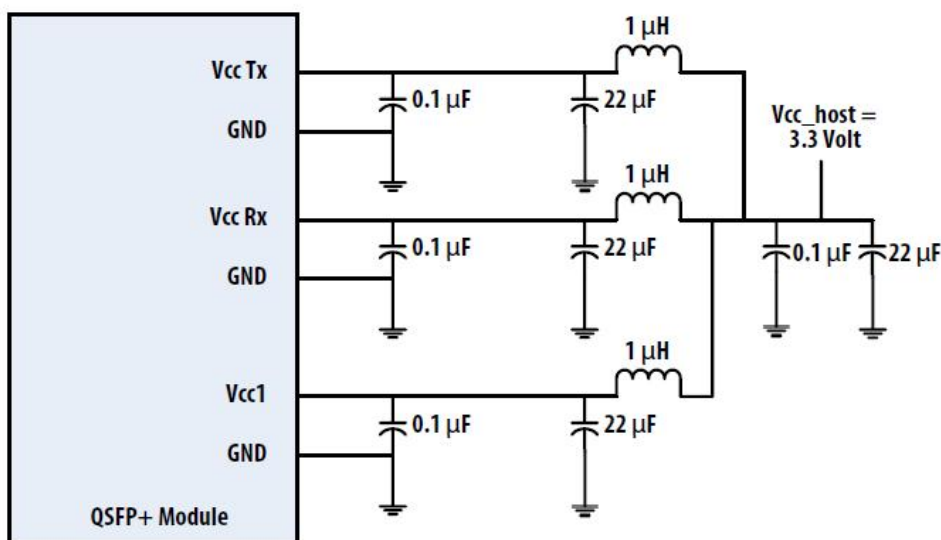 1 µH
Vcc Tx
0.1 µF
22 µF
GND
Vcc_host =
3.3 Volt
1 µH
Vcc Rx
0.1 µF
22 µF
0.1 µF
22 µF
GND
1 µH
Vcc1
0.1 µF
22 µF
GND
QSFP+ Module